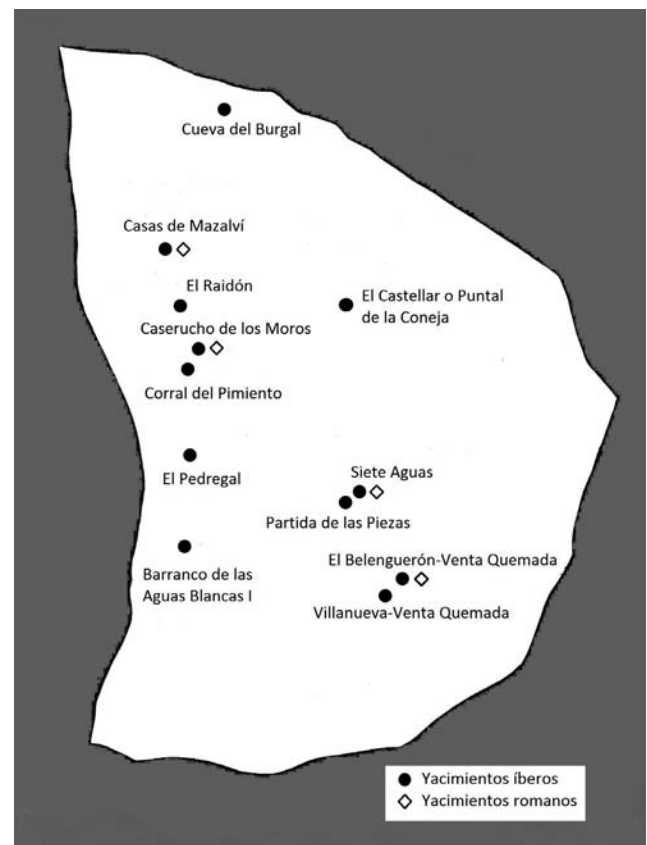 Cueva del Burgal
Casas de Mazalví
El Raidón
El Castellar o Puntal
de la Coneja
Caserucho de los Moros
Corral del Pimiento
El Pedregal
Siete Aguas
Partida de las Piezas
El Belenguerón-Venta Quemada
Barranco de las
Aguas Blancas I
Villanueva-Venta Quemada
Yacimientos íberos
Yacimientos romanos